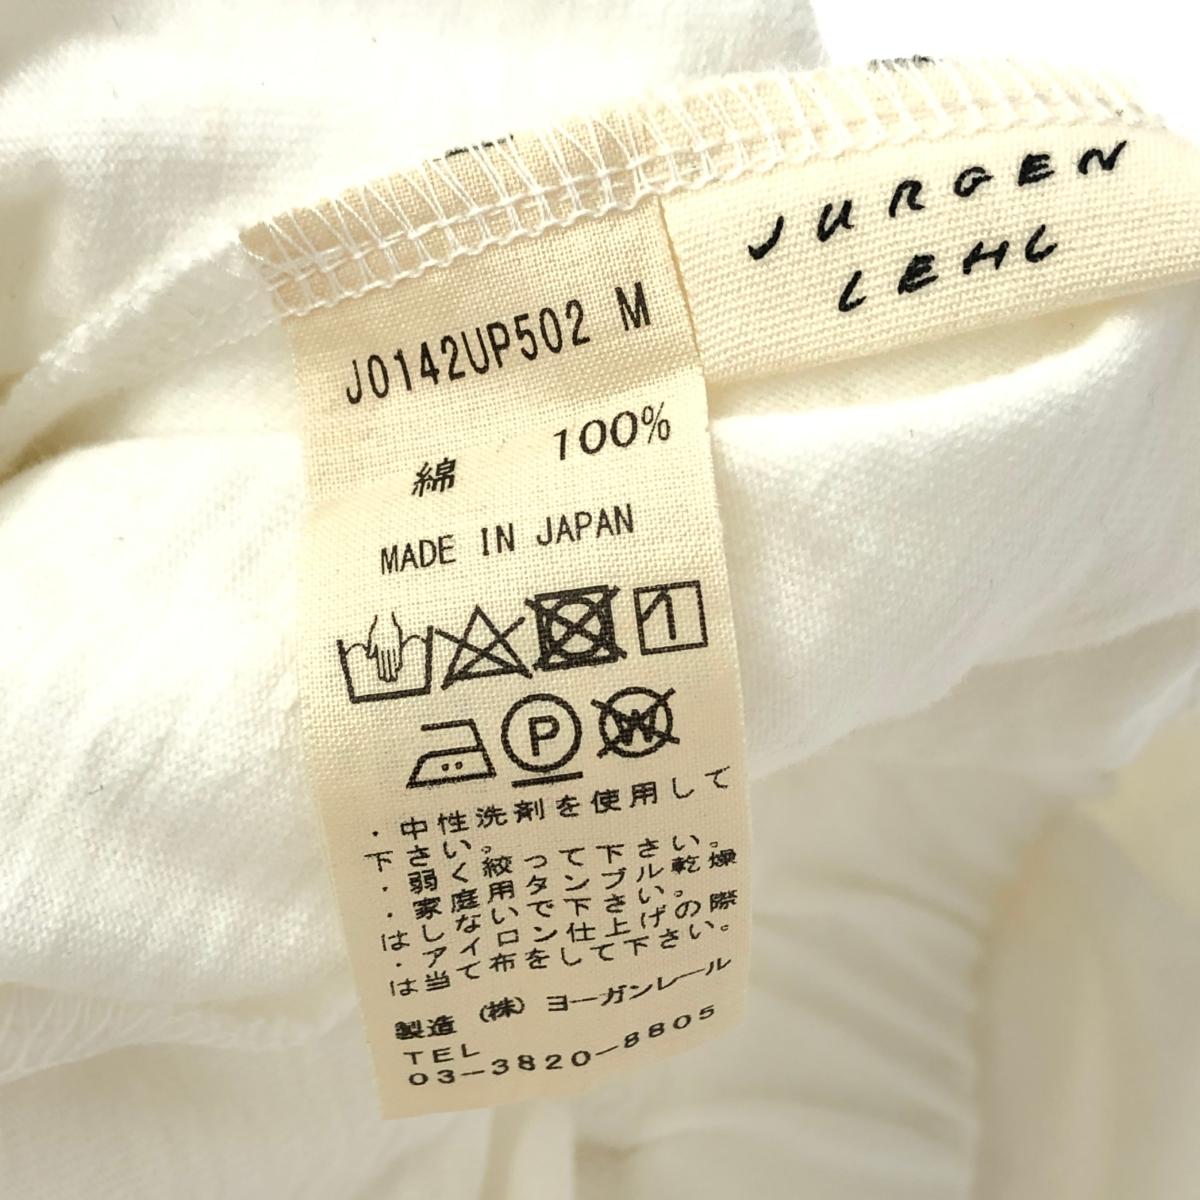 JURGEN
LEHL
J0142UP502 M
綿 100%
MADE IN JAPAN
P W
・中性洗剤を使用して
下さい。
・弱く絞って下さい。
・家庭用タンブル乾燥
はしないで下さい。
・アイロン仕上げの際
は当て布をして下さい。
製造 (株) ヨーガンレール
TEL
03-3820-8805